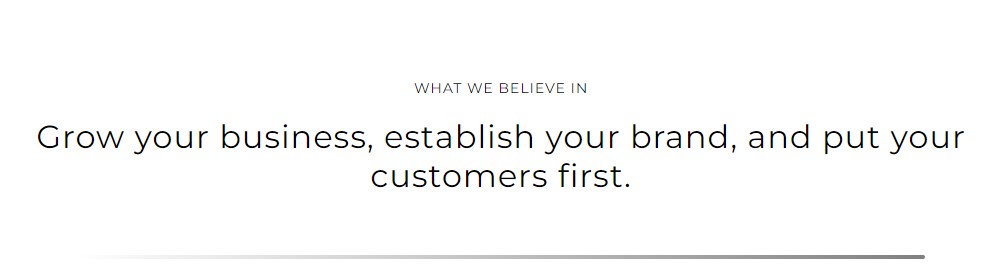 WHAT WE BELIEVE IN
Grow your business, establish your brand, and put your
customers first.